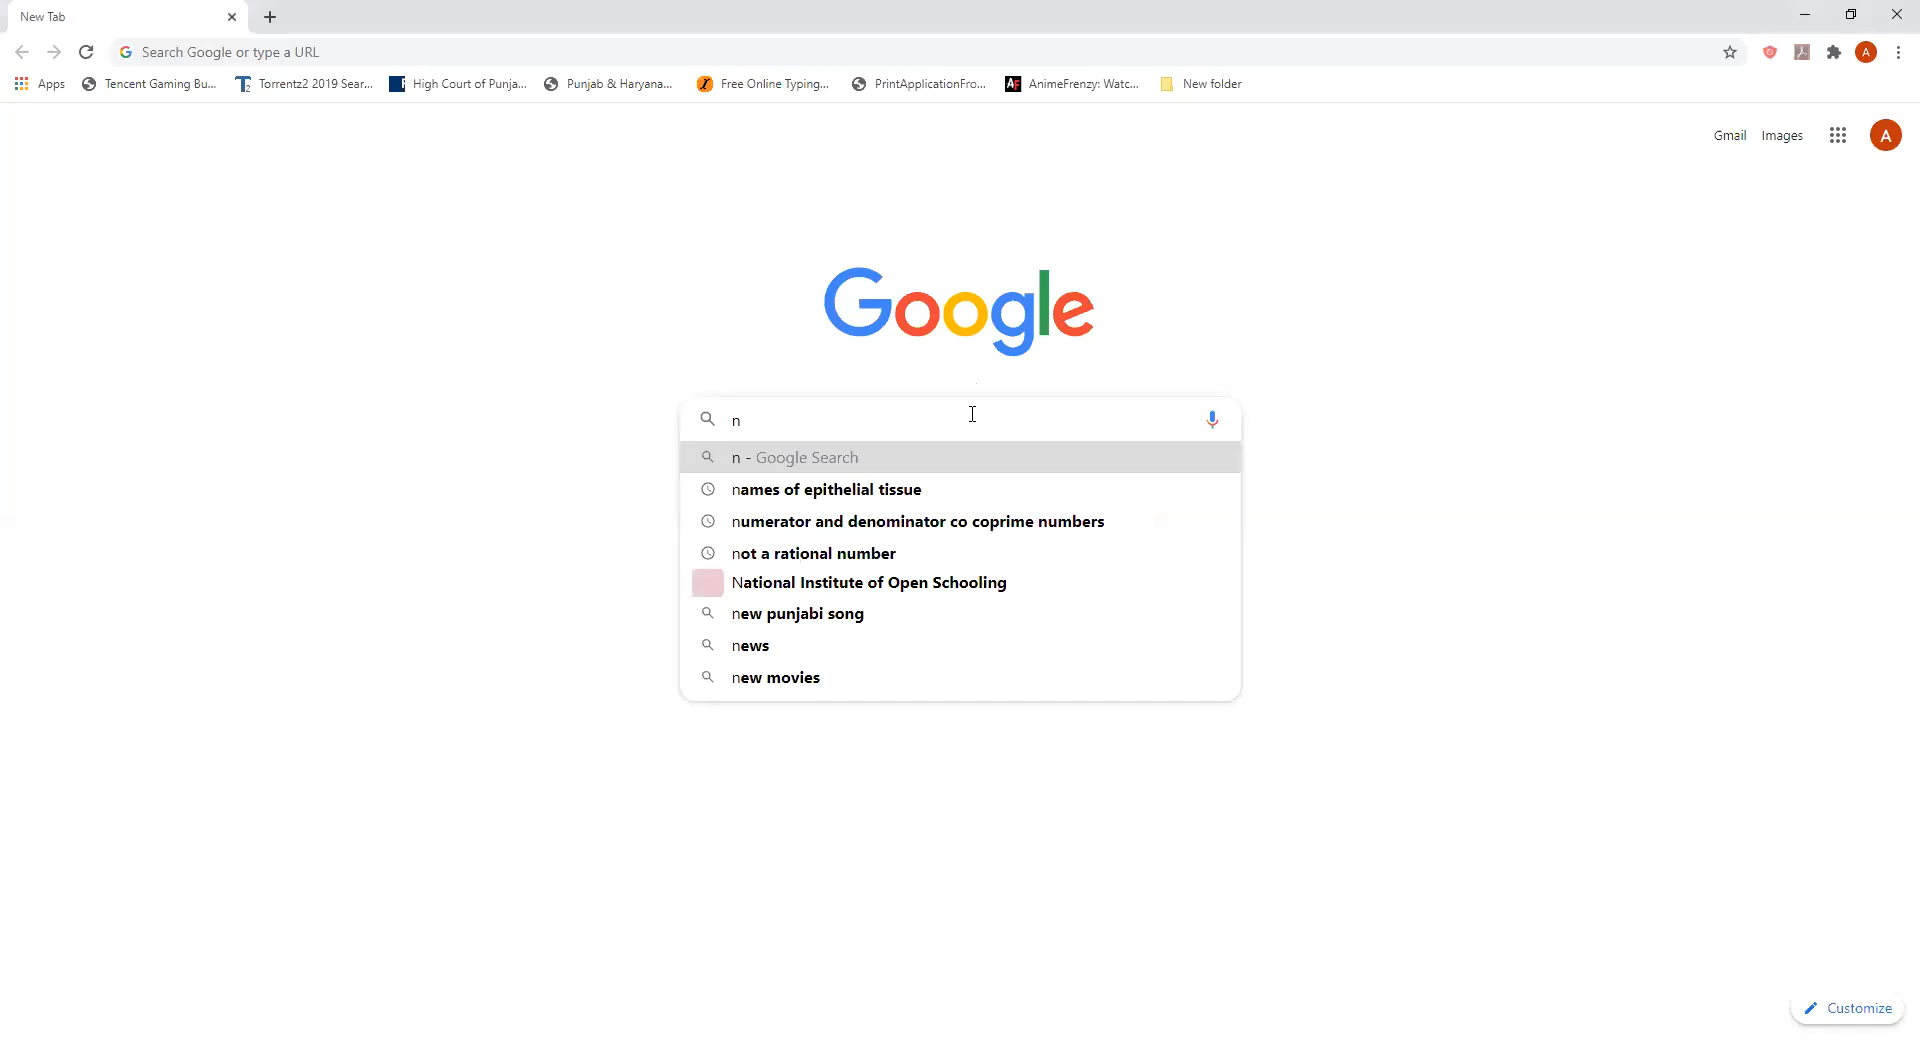 New Tab
Search Google or type a URL
A
Apps
Tencent Gaming Bu...
T2 Torrentz2 2019 Sear...
High Court of Punja...
Punjab & Haryana...
Free Online Typing...
PrintApplicationFro...
AF AnimeFrenzy: Watc...
New folder
Gmail Images A
Google
n
n - Google Search
names of epithelial tissue
numerator and denominator co coprime numbers
not a rational number
National Institute of Open Schooling
new punjabi song
news
new movies
Customize